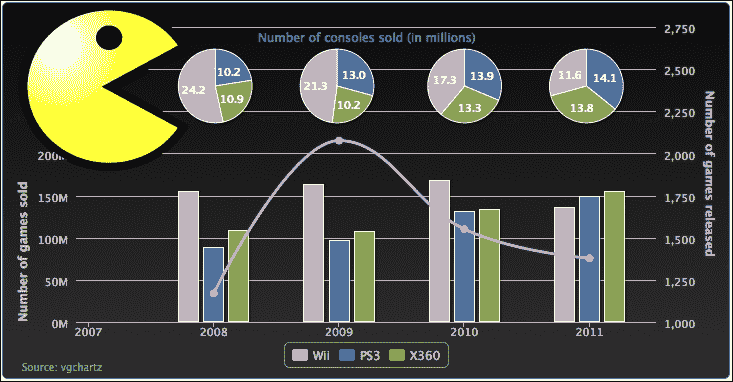 Number of consoles sold (in millions)
24.2 10.2 10.9
21.3 13.0 10.2
17.3 13.9 13.3
11.6 14.1 13.8
Number of games sold
200M
150M
100M
50M
0M
2,750
2,500
2,250
2,000
1,750
1,500
1,250
1,000
Number of games released
2007 2008 2009 2010 2011
Wii PS3 X360
Source: vgchartz